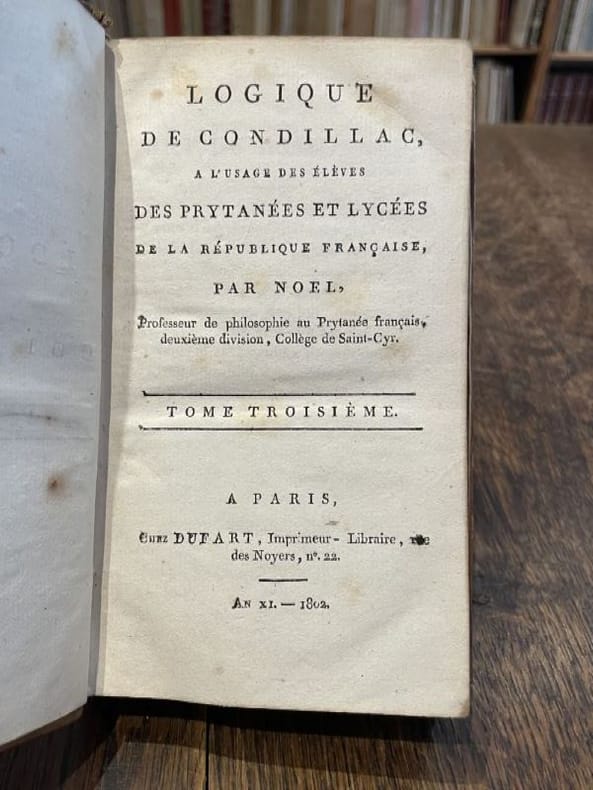 LOGIQUE
DE CONDILLAC,
A L'USAGE DES ÉLÈVES
DES PRYTANÉES ET LYCÉES
DE LA RÉPUBLIQUE FRANÇAISE,
PAR NOEL,
Professeur de philosophie au Prytanée français,
deuxième division, Collège de Saint-Cyr.
TOME TROISIÈME.
A PARIS,
Chez DUFART, Imprimeur-Libraire, rue
des Noyers, n°. 22.
AN XI. — 1802.